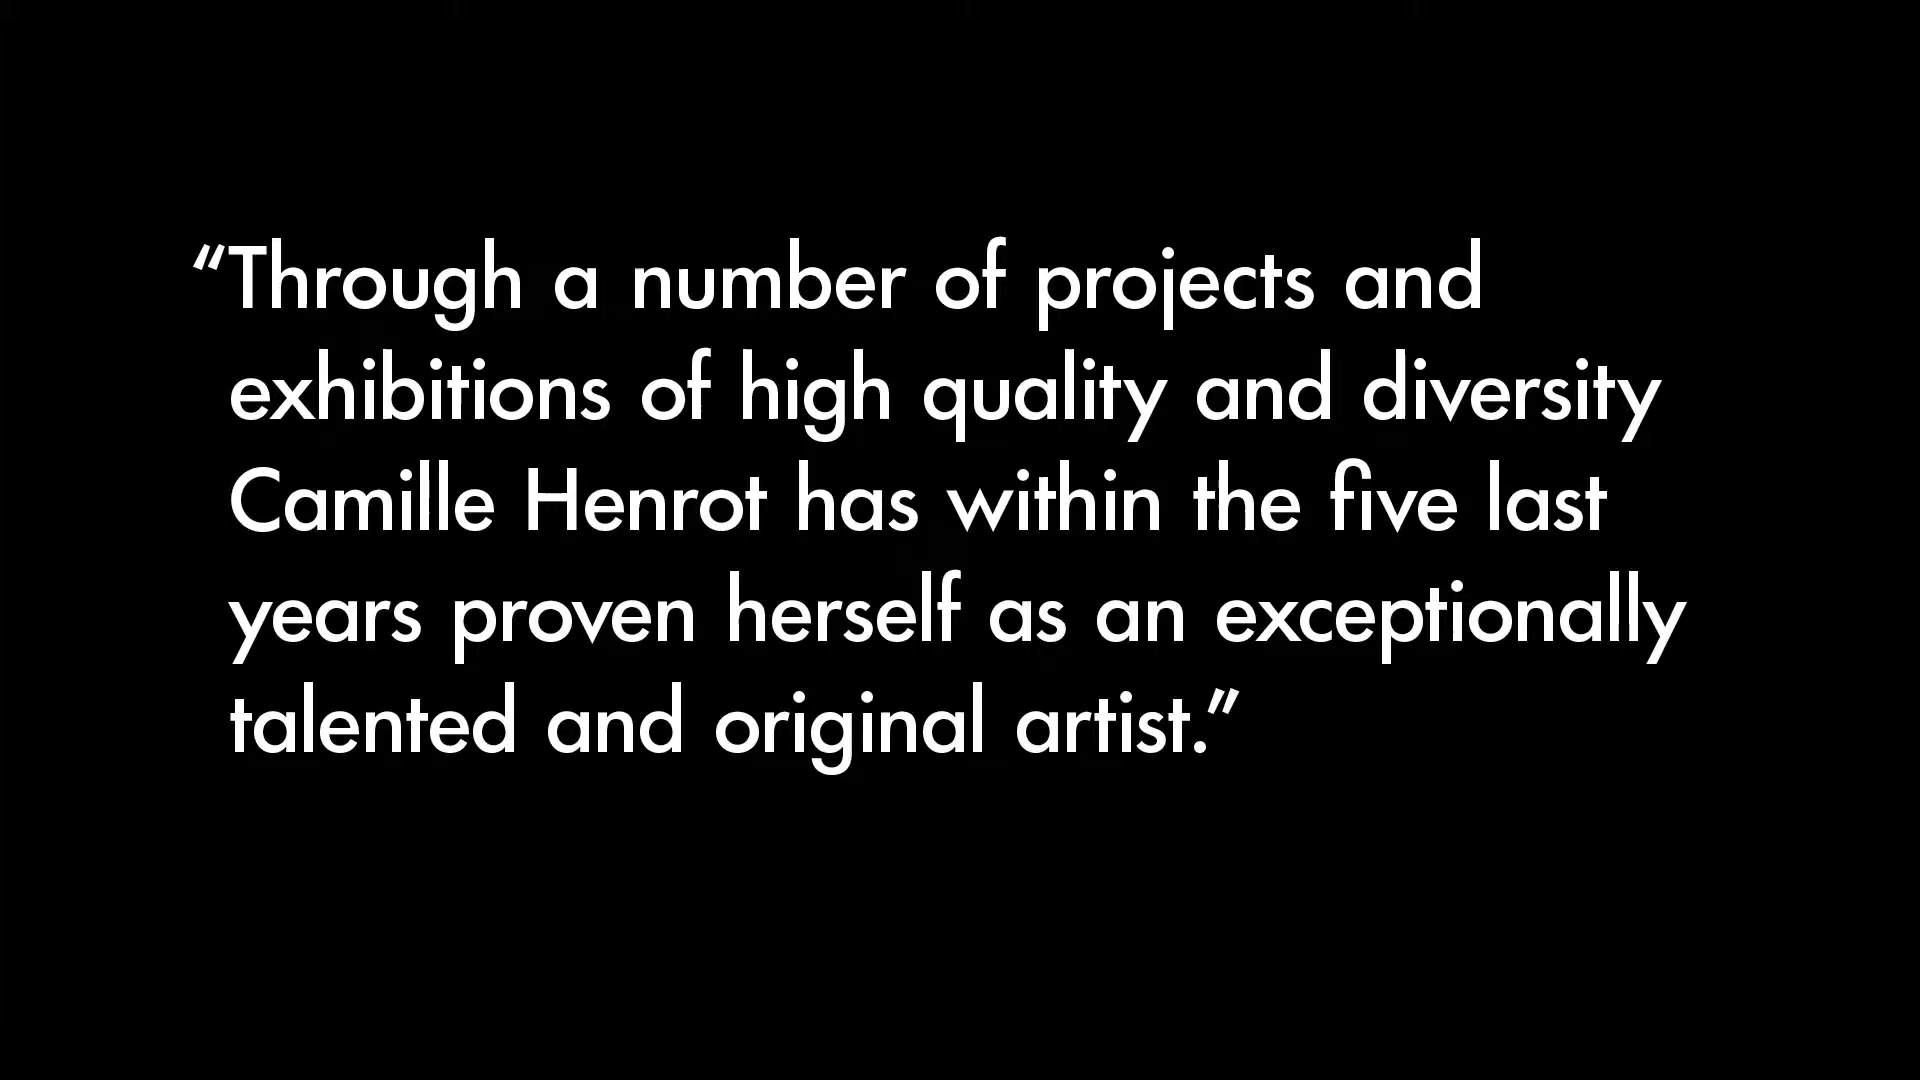 “Through a number of projects and
exhibitions of high quality and diversity
Camille Henrot has within the five last
years proven herself as an exceptionally
talented and original artist.”